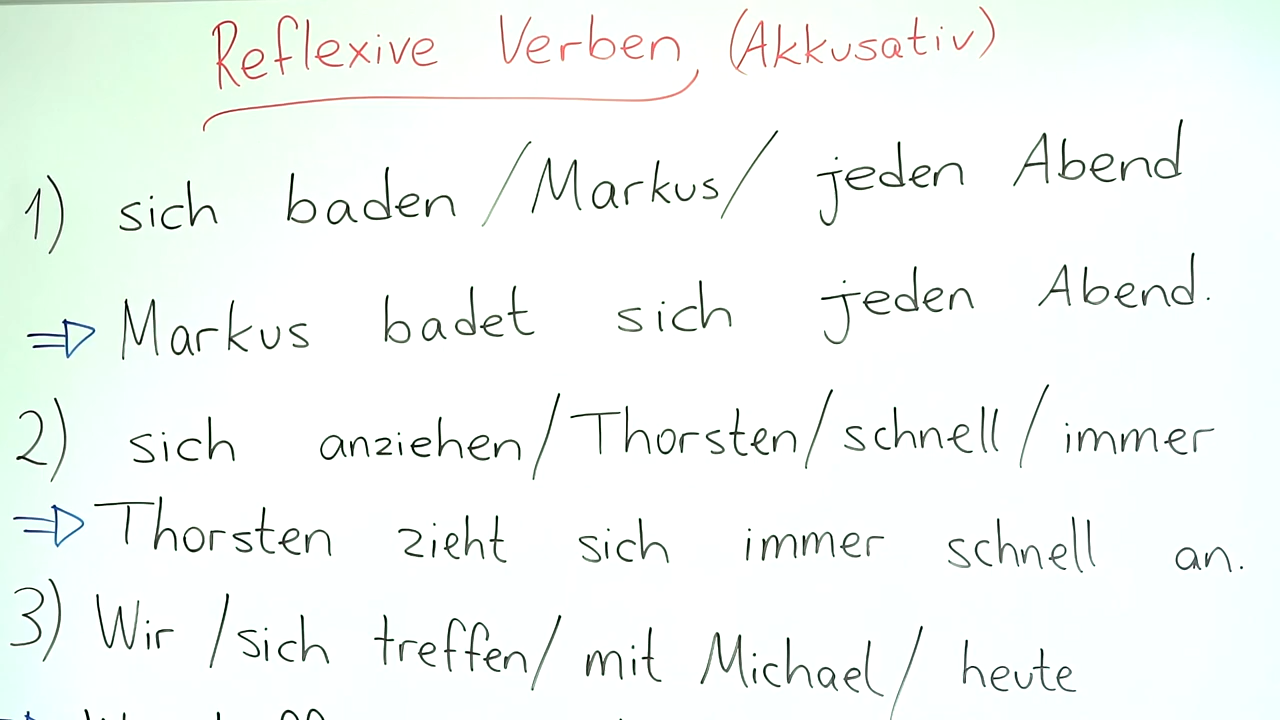 Reflexive Verben (Akkusativ)
1) sich baden / Markus / jeden Abend
⇒ Markus badet sich jeden Abend.
2) sich anziehen / Thorsten / schnell / immer
⇒ Thorsten zieht sich immer schnell an.
3) Wir / sich treffen / mit Michael / heute